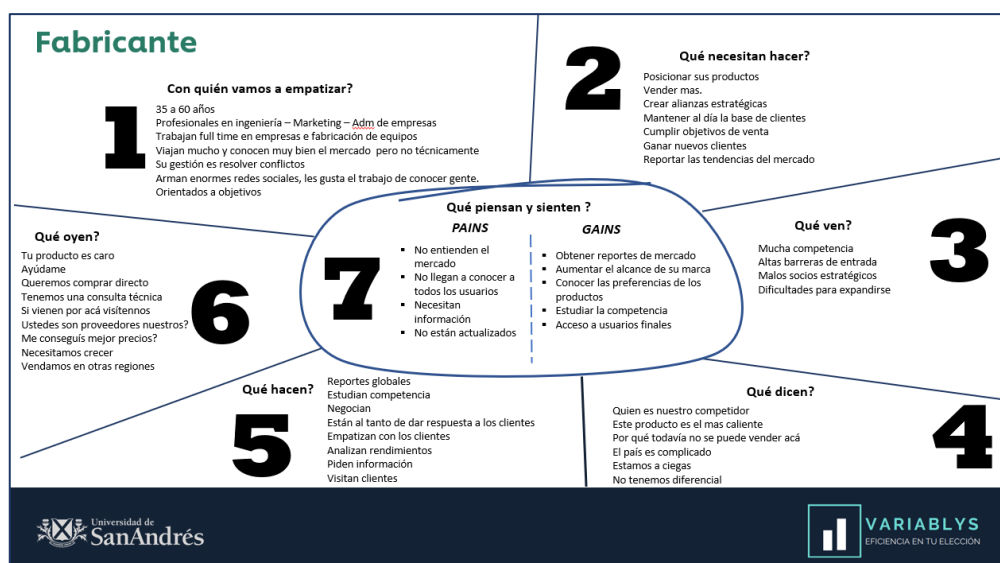 Fabricante
Con quién vamos a empatizar?
1
35 a 60 años
Profesionales en ingeniería – Marketing – Adm de empresas
Trabajan full time en empresas e fabricación de equipos
Viajan mucho y conocen muy bien el mercado pero no técnicamente
Su gestión es resolver conflictos
Arman enormes redes sociales, les gusta el trabajo de conocer gente.
Orientados a objetivos
2
Qué necesitan hacer?
Posicionar sus productos
Vender mas.
Crear alianzas estratégicas
Mantener al día la base de clientes
Cumplir objetivos de venta
Ganar nuevos clientes
Reportar las tendencias del mercado
Qué ven?
3
Mucha competencia
Altas barreras de entrada
Malos socios estratégicos
Dificultades para expandirse
Qué dicen?
4
Quien es nuestro competidor
Este producto es el mas caliente
Por qué todavía no se puede vender acá
El país es complicado
Estamos a ciegas
No tenemos diferencial
Qué hacen?
5
Reportes globales
Estudian competencia
Negocian
Están al tanto de dar respuesta a los clientes
Empatizan con los clientes
Analizan rendimientos
Piden información
Visitan clientes
Qué oyen?
6
Tu producto es caro
Ayúdame
Queremos comprar directo
Tenemos una consulta técnica
Si vienen por acá visítennos
Ustedes son proveedores nuestros?
Me conseguís mejor precios?
Necesitamos crecer
Vendamos en otras regiones
Qué piensan y sienten ?
7
PAINS
▪ No entienden el
mercado
▪ No llegan a conocer a
todos los usuarios
▪ Necesitan
información
▪ No están actualizados
GAINS
▪ Obtener reportes de mercado
▪ Aumentar el alcance de su marca
▪ Conocer las preferencias de los
productos
▪ Estudiar la competencia
▪ Acceso a usuarios finales
Universidad de
SanAndrés
VARIABLYS
EFICIENCIA EN TU ELECCIÓN